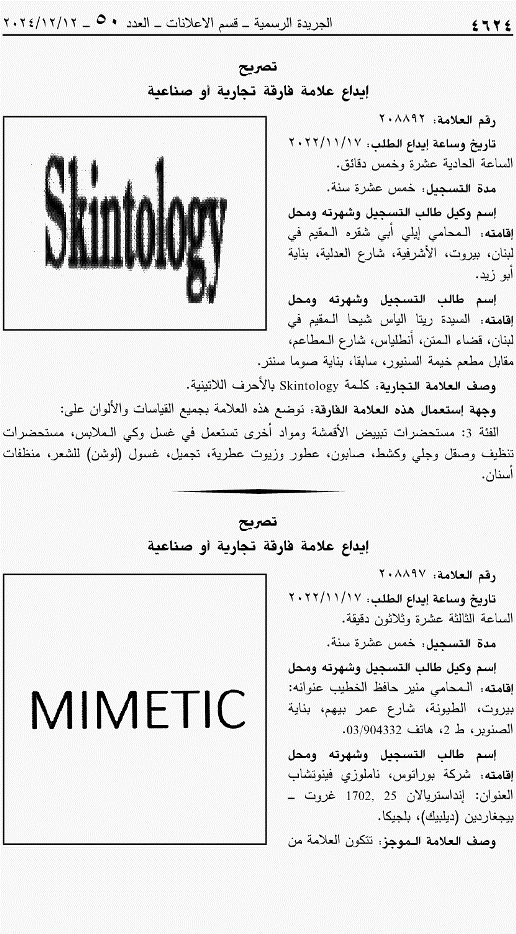 ٤٦٢٤ الجريدة الرسمية ــ قسم الاعلانات ــ العدد ٥٠ ــ ٢٠٢٤/١٢/١٢
تصريح
إيداع علامة فارقة تجارية أو صناعية
رقم العلامة: ٢٠٨٨٩٢
تاريخ وساعة إيداع الطلب: ٢٠٢٢/١١/١٧
الساعة الحادية عشرة وخمس دقائق.
مدة التسجيل: خمس عشرة سنة.
إسم وكيل طالب التسجيل وشهرته ومحل
إقامته: المحامي إيلي أبي شقره المقيم في
لبنان، بيروت، الأشرفية، شارع العدلية، بناية
أبو زيد.
إسم طالب التسجيل وشهرته ومحل
إقامته: السيدة ريتا الياس شيحا المقيم في
لبنان، قضاء المتن، أنطلياس، شارع المطاعم،
مقابل مطعم خيمة السنيور، سابقا، بناية صوما سنتر.
Skintology
وصف العلامة التجارية: كلمة Skintology بالأحرف اللاتينية.
وجهة إستعمال هذه العلامة الفارقة: توضع هذه العلامة بجميع القياسات والألوان على:
الفئة 3: مستحضرات تبييض الأقمشة ومواد أخرى تستعمل في غسل وكي الملابس، مستحضرات
تنظيف وصقل وجلي وكشط، صابون، عطور وزيوت عطرية، تجميل، غسول (لوشن) للشعر، منظفات
أسنان.
تصريح
إيداع علامة فارقة تجارية أو صناعية
رقم العلامة: ٢٠٨٨٩٧
تاريخ وساعة إيداع الطلب: ٢٠٢٢/١١/١٧
الساعة الثالثة عشرة وثلاثون دقيقة.
مدة التسجيل: خمس عشرة سنة.
إسم وكيل طالب التسجيل وشهرته ومحل
إقامته: المحامي منير حافظ الخطيب عنوانه:
بيروت، الطيونة، شارع عمر بيهم، بناية
الصنوبر، ط 2، هاتف 03/904332.
إسم طالب التسجيل وشهرته ومحل
إقامته: شركة بوراتوس، ناملوزي فينوتشاب
العنوان: إنداستريالان 25 ,1702 غروت ــ
بيجغاردين (ديلبيك)، بلجيكا.
وصف العلامة الموجز: تتكون العلامة من
MIMETIC